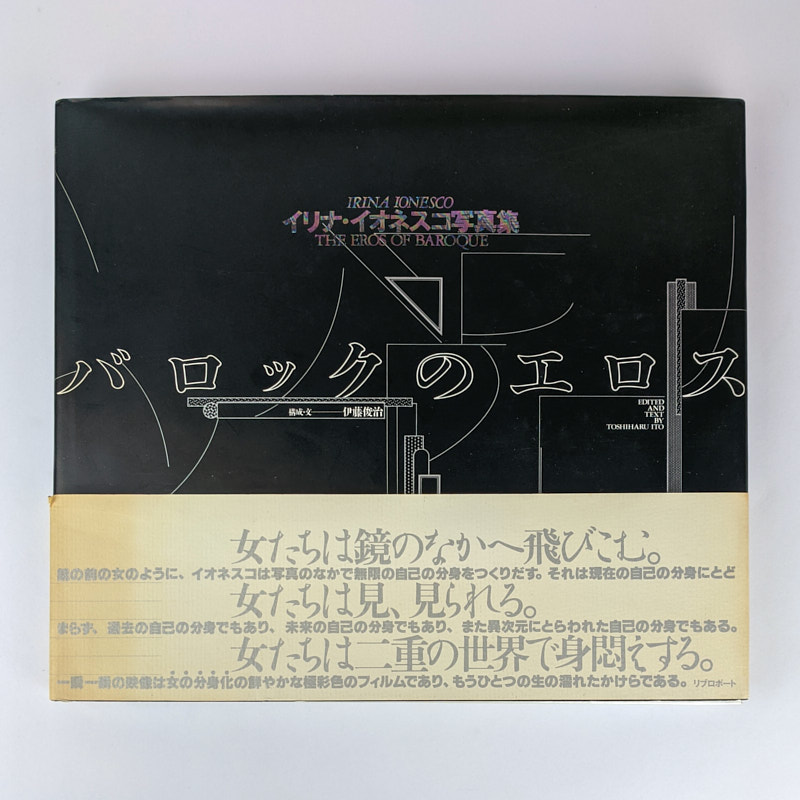 IRINA IONESCO
イリナ・イオネスコ写真集
THE EROS OF BAROQUE
バロックのエロス
構成・文───伊藤俊治
EDITED
AND
TEXT
BY
TOSHIHARU ITO
女たちは鏡のなかへ飛びこむ。
鏡の前の女のように、イオネスコは写真のなかで無限の自己の分身をつくりだす。それは現在の自己の分身にとど
女たちは見、見られる。
まらず、過去の自己の分身でもあり、未来の自己の分身でもあり、また異次元にとらわれた自己の分身でもある。
女たちは二重の世界で身悶えする。
一瞬一瞬の映像は女の分身化の鮮やかな極彩色のフィルムであり、もうひとつの生の濡れたかけらである。
リブロポート